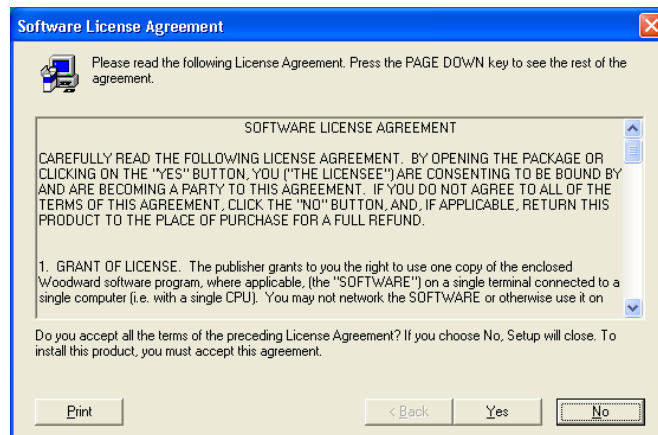 Software License Agreement
Please read the following License Agreement. Press the PAGE DOWN key to see the rest of the
agreement.
SOFTWARE LICENSE AGREEMENT
CAREFULLY READ THE FOLLOWING LICENSE AGREEMENT. BY OPENING THE PACKAGE OR
CLICKING ON THE "YES" BUTTON, YOU ("THE LICENSEE") ARE CONSENTING TO BE BOUND BY
AND ARE BECOMING A PARTY TO THIS AGREEMENT. IF YOU DO NOT AGREE TO ALL OF THE
TERMS OF THIS AGREEMENT, CLICK THE "NO" BUTTON, AND, IF APPLICABLE, RETURN THIS
PRODUCT TO THE PLACE OF PURCHASE FOR A FULL REFUND.
1. GRANT OF LICENSE. The publisher grants to you the right to use one copy of the enclosed
Woodward software program, where applicable, (the "SOFTWARE") on a single terminal connected to a
single computer (i.e. with a single CPU). You may not network the SOFTWARE or otherwise use it on
Do you accept all the terms of the preceding License Agreement? If you choose No, Setup will close. To
install this product, you must accept this agreement.
Print < Back Yes No